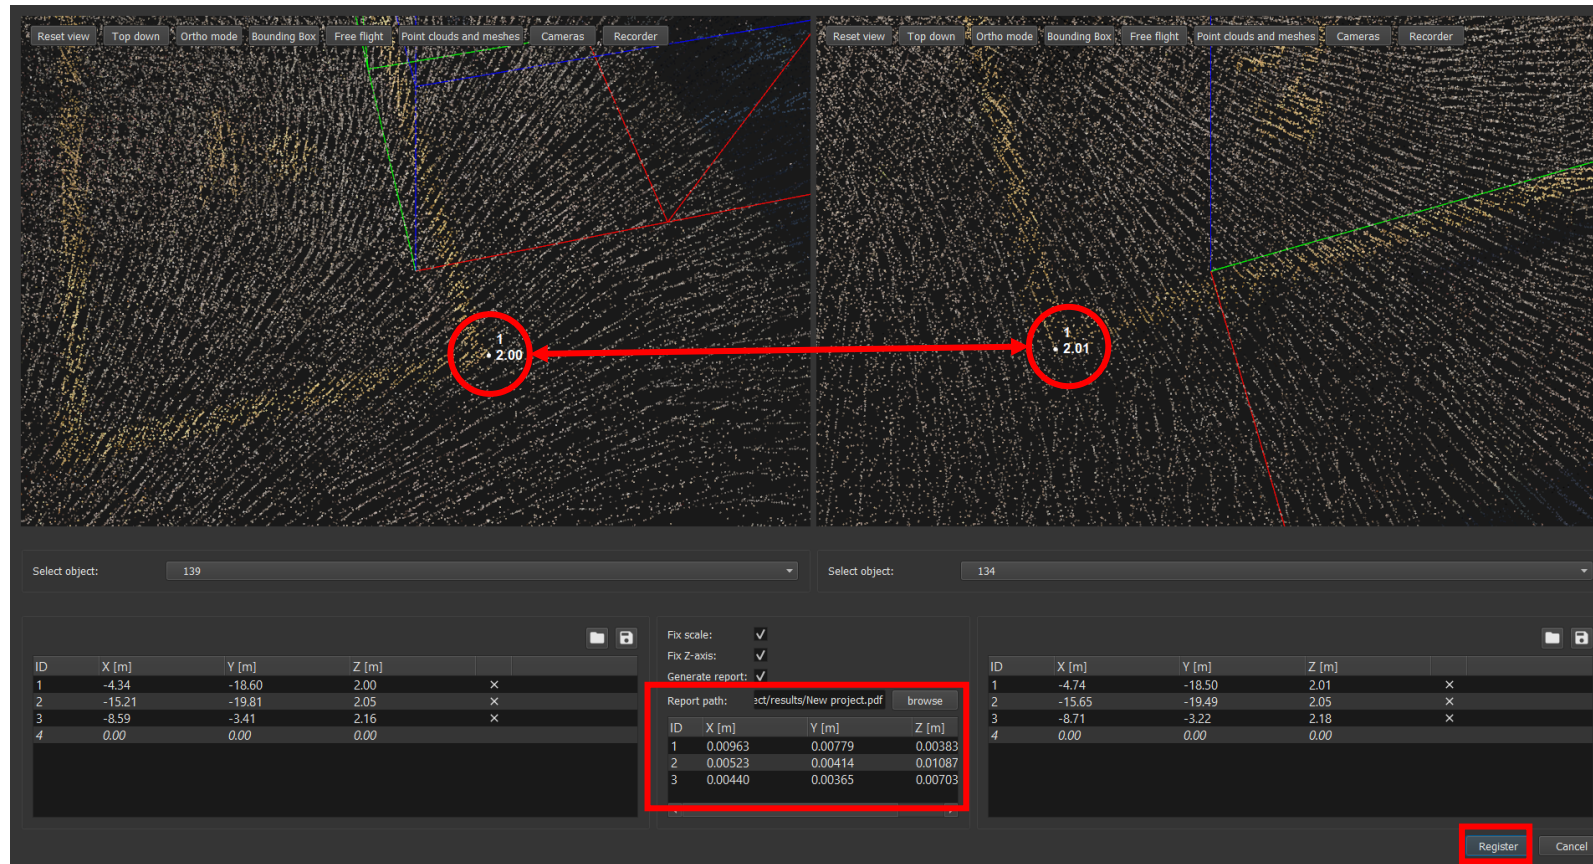 Reset view Top down Ortho mode Bounding Box Free flight Point clouds and meshes Cameras Recorder
Reset view Top down Ortho mode Bounding Box Free flight Point clouds and meshes Cameras Recorder
1
2.00
1
2.01
Select object: 139
Select object: 134
ID X [m] Y [m] Z [m]
1 -4.34 -18.60 2.00 ×
2 -15.21 -19.81 2.05 ×
3 -8.59 -3.41 2.16 ×
4 0.00 0.00 0.00
Fix scale: ✓
Fix Z-axis: ✓
Generate report: ✓
Report path: ect/results/New project.pdf browse
ID X [m] Y [m] Z [m]
1 0.00963 0.00779 0.00383
2 0.00523 0.00414 0.01087
3 0.00440 0.00365 0.00703
ID X [m] Y [m] Z [m]
1 -4.74 -18.50 2.01 ×
2 -15.65 -19.49 2.05 ×
3 -8.71 -3.22 2.18 ×
4 0.00 0.00 0.00
Register Cancel